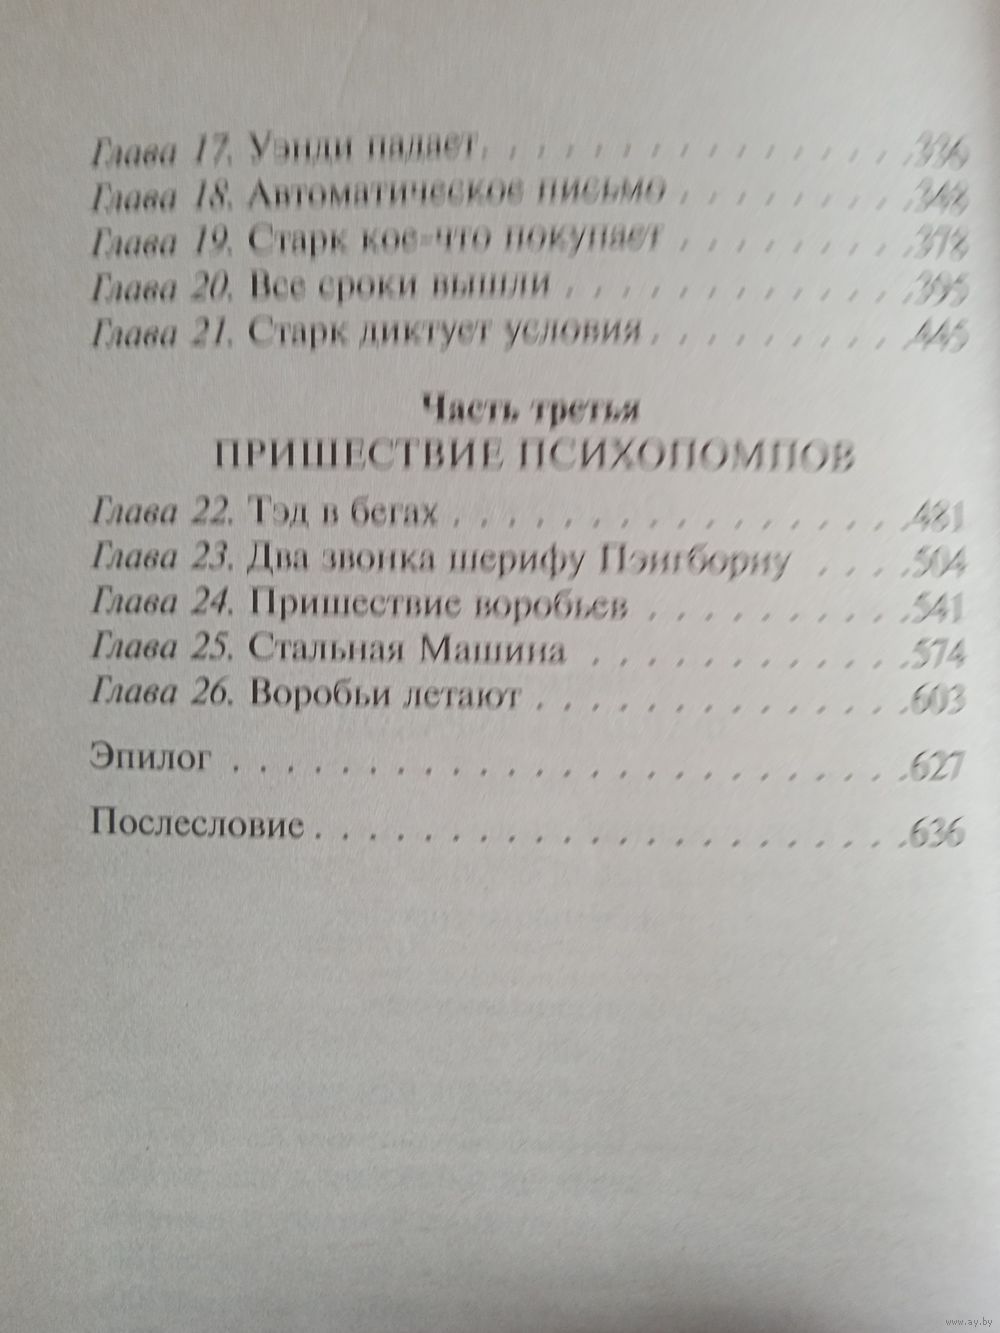 Глава 17. Уэнди падает. . . . . . . . . . . . . . . .336
Глава 18. Автоматическое письмо . . . . . . . . .348
Глава 19. Старк кое-что покупает . . . . . . . . .378
Глава 20. Все сроки вышли . . . . . . . . . . . . .395
Глава 21. Старк диктует условия . . . . . . . . . .445
Часть третья
ПРИШЕСТВИЕ ПСИХОПОМПОВ
Глава 22. Тэд в бегах . . . . . . . . . . . . . . . . .481
Глава 23. Два звонка шерифу Пэнгборну . . . .504
Глава 24. Пришествие воробьев . . . . . . . . . .541
Глава 25. Стальная Машина . . . . . . . . . . . .574
Глава 26. Воробьи летают . . . . . . . . . . . . . .603
Эпилог . . . . . . . . . . . . . . . . . . . . . . . . .627
Послесловие . . . . . . . . . . . . . . . . . . . . . .636
www.ay.by